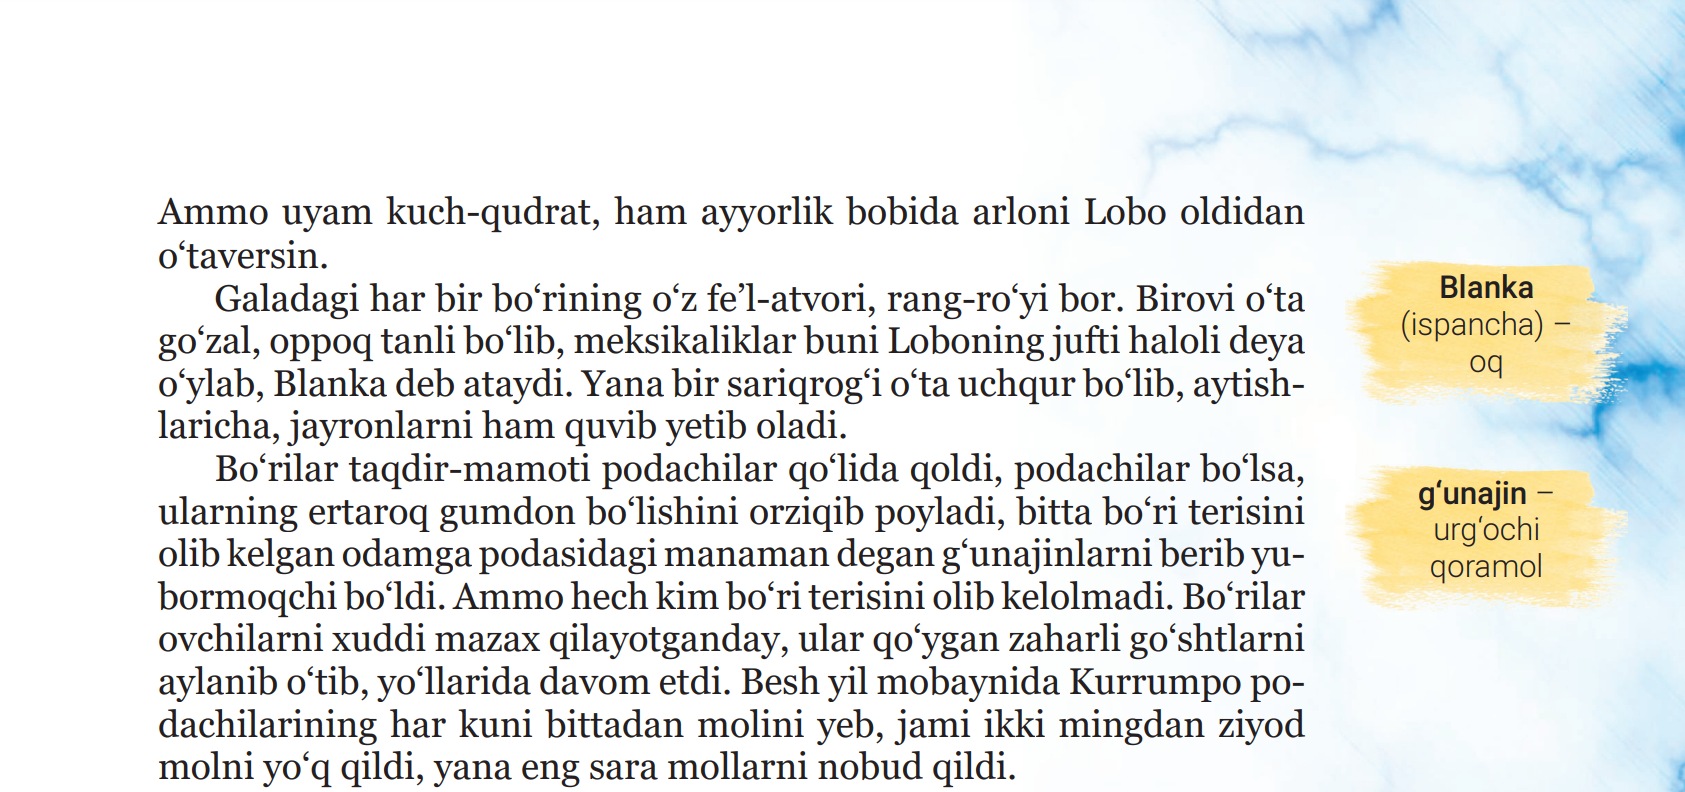 Ammo uyam kuch-qudrat, ham ayyorlik bobida arloni Lobo oldidan
o‘taversin.
Galadagi har bir bo‘rining o‘z fe’l-atvori, rang-ro‘yi bor. Birovi o‘ta
go‘zal, oppoq tanli bo‘lib, meksikaliklar buni Loboning jufti haloli deya
o‘ylab, Blanka deb ataydi. Yana bir sariqrog‘i o‘ta uchqur bo‘lib, aytish-
laricha, jayronlarni ham quvib yetib oladi.
Bo‘rilar taqdir-mamoti podachilar qo‘lida qoldi, podachilar bo‘lsa,
ularning ertaroq gumdon bo‘lishini orziqib poyladi, bitta bo‘ri terisini
olib kelgan odamga podasidagi manaman degan g‘unajinlarni berib yu-
bormoqchi bo‘ldi. Ammo hech kim bo‘ri terisini olib kelolmadi. Bo‘rilar
ovchilarni xuddi mazax qilayotganday, ular qo‘ygan zaharli go‘shtlarni
aylanib o‘tib, yo‘llarida davom etdi. Besh yil mobaynida Kurrumpo po-
dachilarining har kuni bittadan molini yeb, jami ikki mingdan ziyod
molni yo‘q qildi, yana eng sara mollarni nobud qildi.
Blanka
(ispancha) –
oq
g‘unajin –
urg‘ochi
qoramol